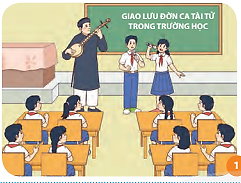 GIAO LƯU ĐỜN CA TÀI TỬ
TRONG TRƯỜNG HỌC
1